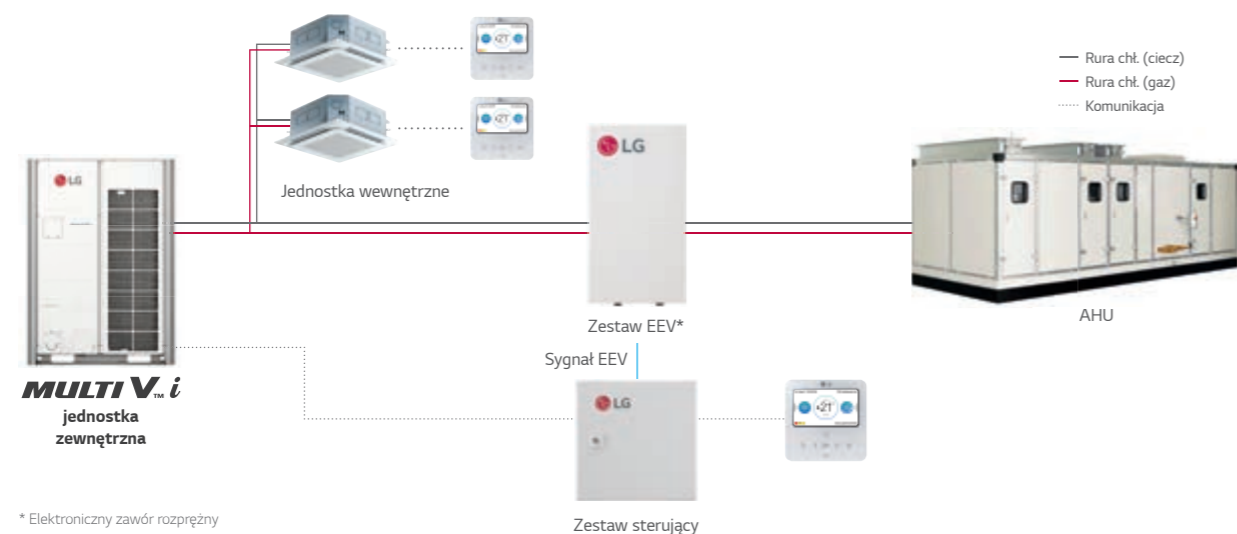 Rura chł. (ciecz)
Rura chł. (gaz)
Komunikacja
LG
LG
Jednostka wewnętrzne
Zestaw EEV*
AHU
Sygnał EEV
MULTI V™ i
jednostka
zewnętrzna
LG
* Elektroniczny zawór rozprężny
Zestaw sterujący